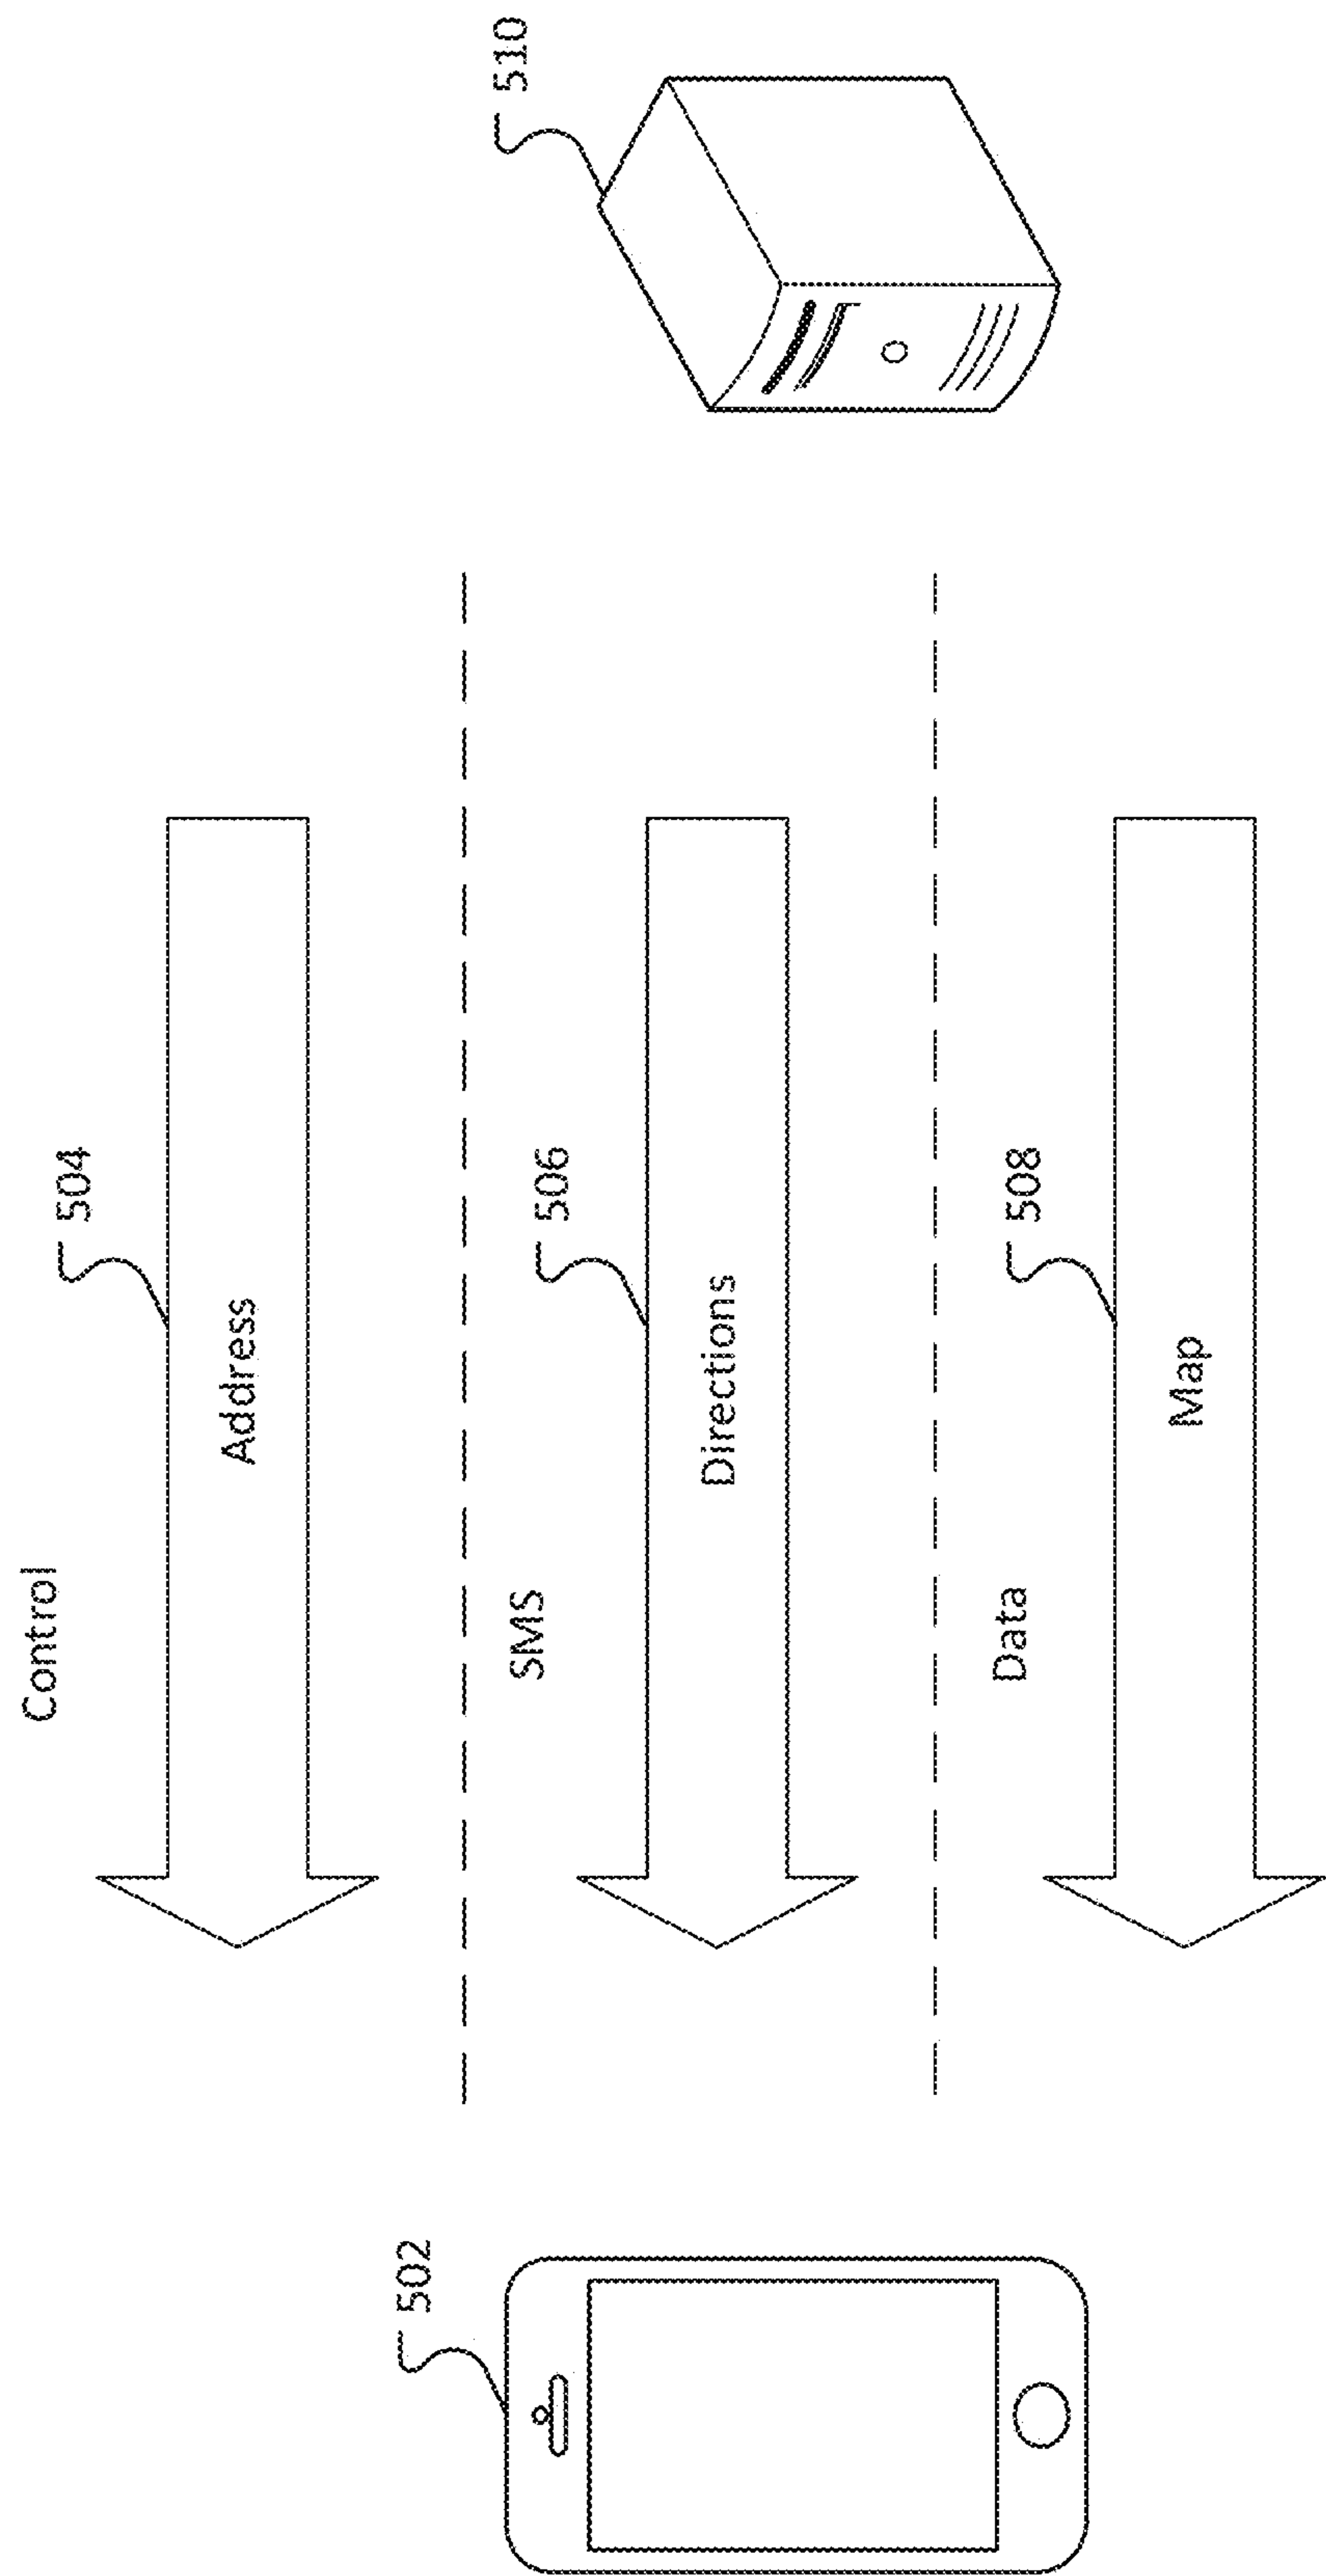 Control
504
Address
510
SMS
506
Directions
502
Data
508
Map